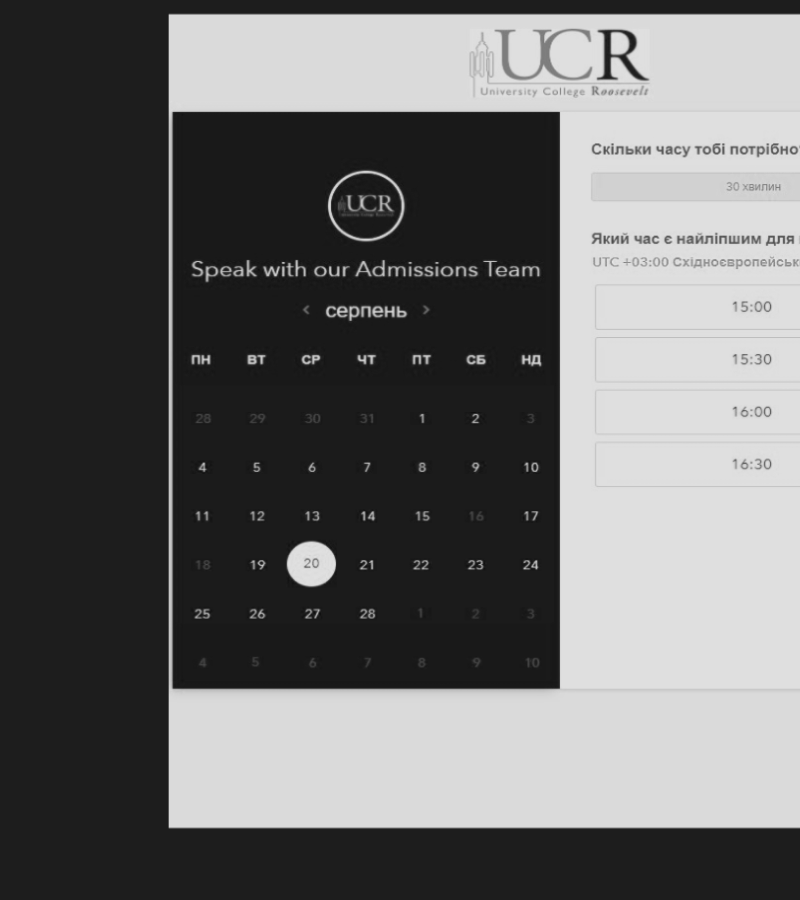 UCR
University College Roosevelt
UCR
Speak with our Admissions Team
< серпень >
ПН ВТ СР ЧТ ПТ СБ НД
28 29 30 31 1 2 3
4 5 6 7 8 9 10
11 12 13 14 15 16 17
18 19 20 21 22 23 24
25 26 27 28 1 2 3
4 5 6 7 8 9 10
Скільки часу тобі потрібно
30 хвилин
Який час є найліпшим для
UTC +03:00 Східноєвропейськ
15:00
15:30
16:00
16:30